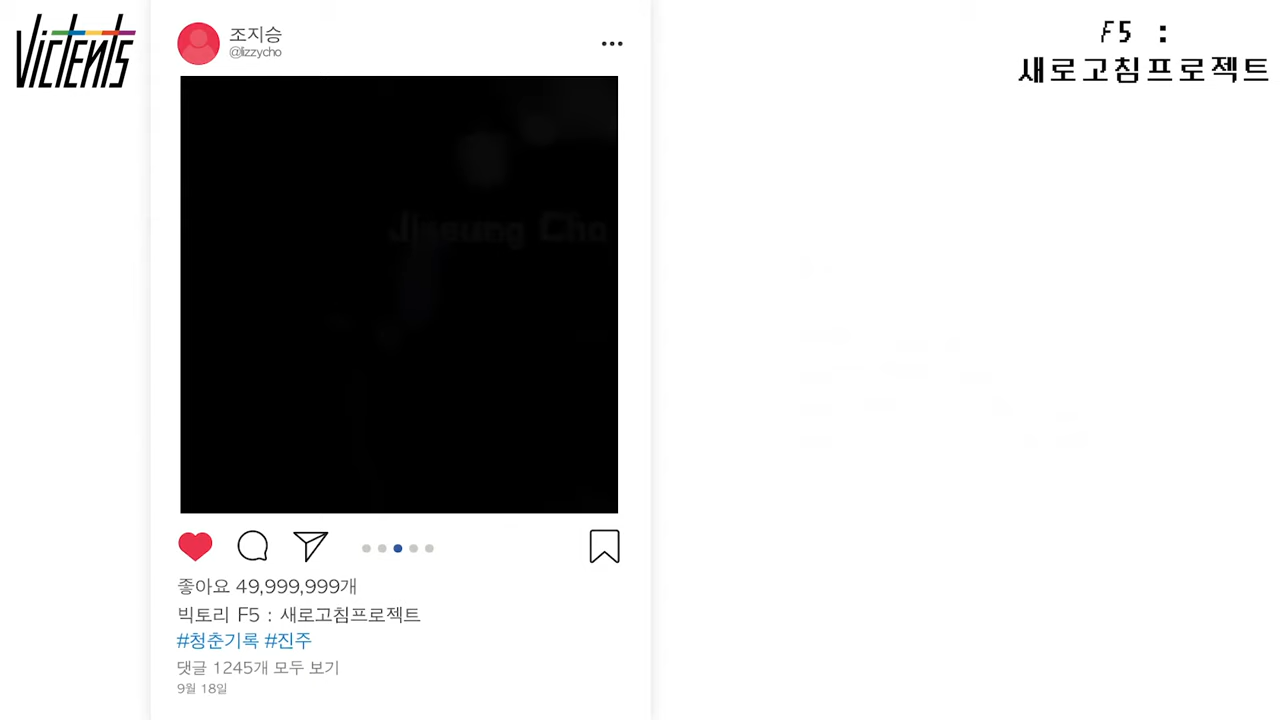 Victents
조지승
@lizzycho
F5 :
새로고침프로젝트
Jiseung Cho
좋아요 49,999,999개
빅토리 F5 : 새로고침프로젝트
#청춘기록 #진주
댓글 1245개 모두 보기
9월 18일